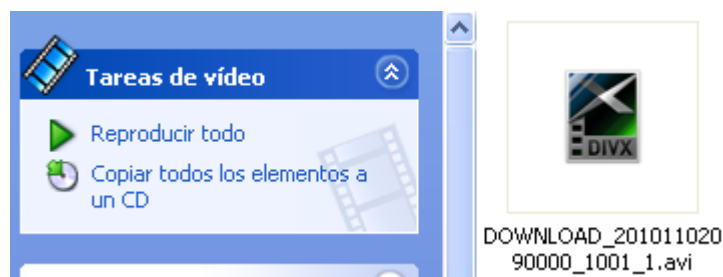 Tareas de vídeo
Reproducir todo
Copiar todos los elementos a
un CD
DIVX
DOWNLOAD_201011020
90000_1001_1.avi